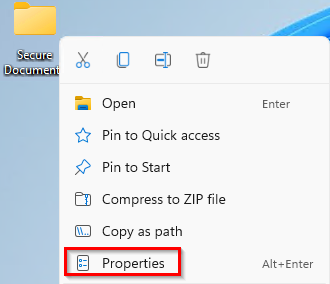 Secure
Document
Open Enter
Pin to Quick access
Pin to Start
Compress to ZIP file
Copy as path
Properties Alt+Enter